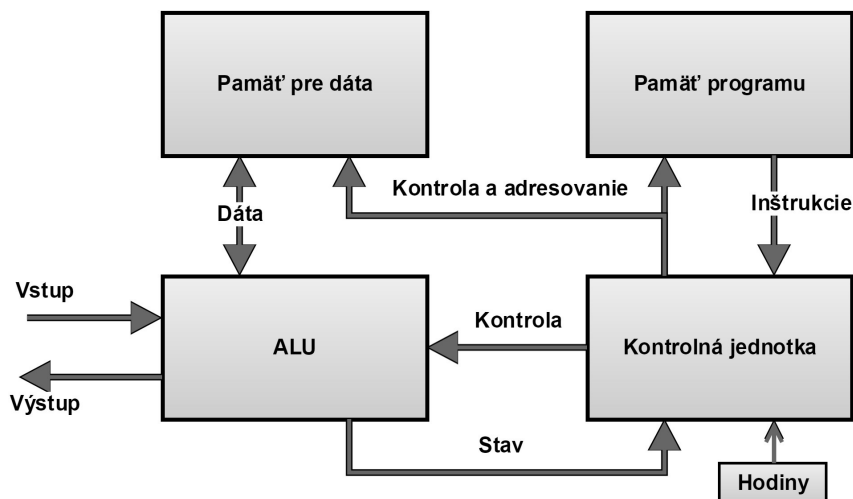 Pamäť pre dáta
Pamäť programu
Kontrola a adresovanie
Inštrukcie
Dáta
Vstup
Kontrola
ALU
Kontrolná jednotka
Výstup
Stav
Hodiny